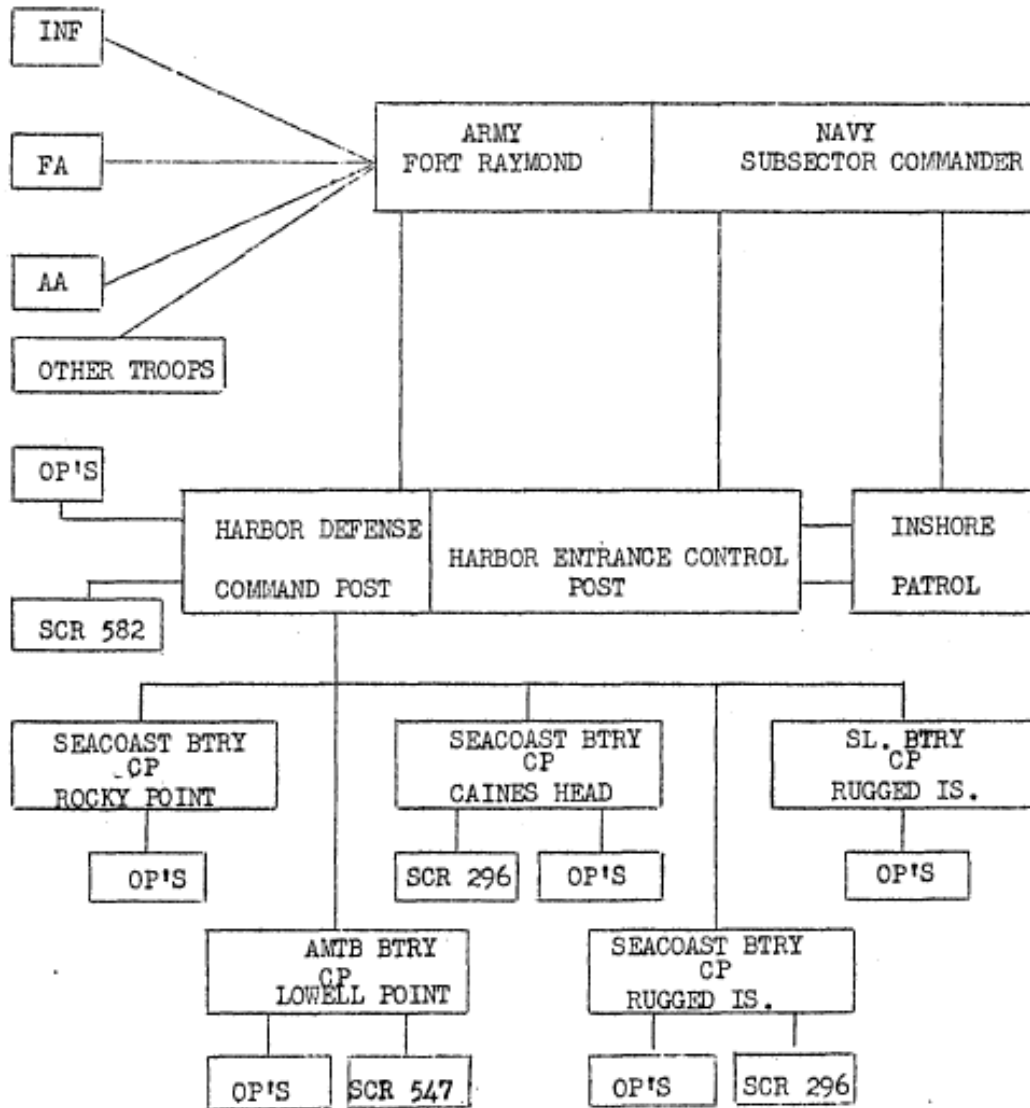 INF
FA
AA
OTHER TROOPS
ARMY
FORT RAYMOND
NAVY
SUBSECTOR COMMANDER
OP'S
SCR 582
HARBOR DEFENSE
COMMAND POST
HARBOR ENTRANCE CONTROL
POST
INSHORE
PATROL
SEACOAST BTRY
CP
ROCKY POINT
OP'S
SEACOAST BTRY
CP
CAINES HEAD
SCR 296
OP'S
SL. BTRY
CP
RUGGED IS.
OP'S
AMTB BTRY
CP
LOWELL POINT
OP'S
SCR 547
SEACOAST BTRY
CP
RUGGED IS.
OP'S
SCR 296